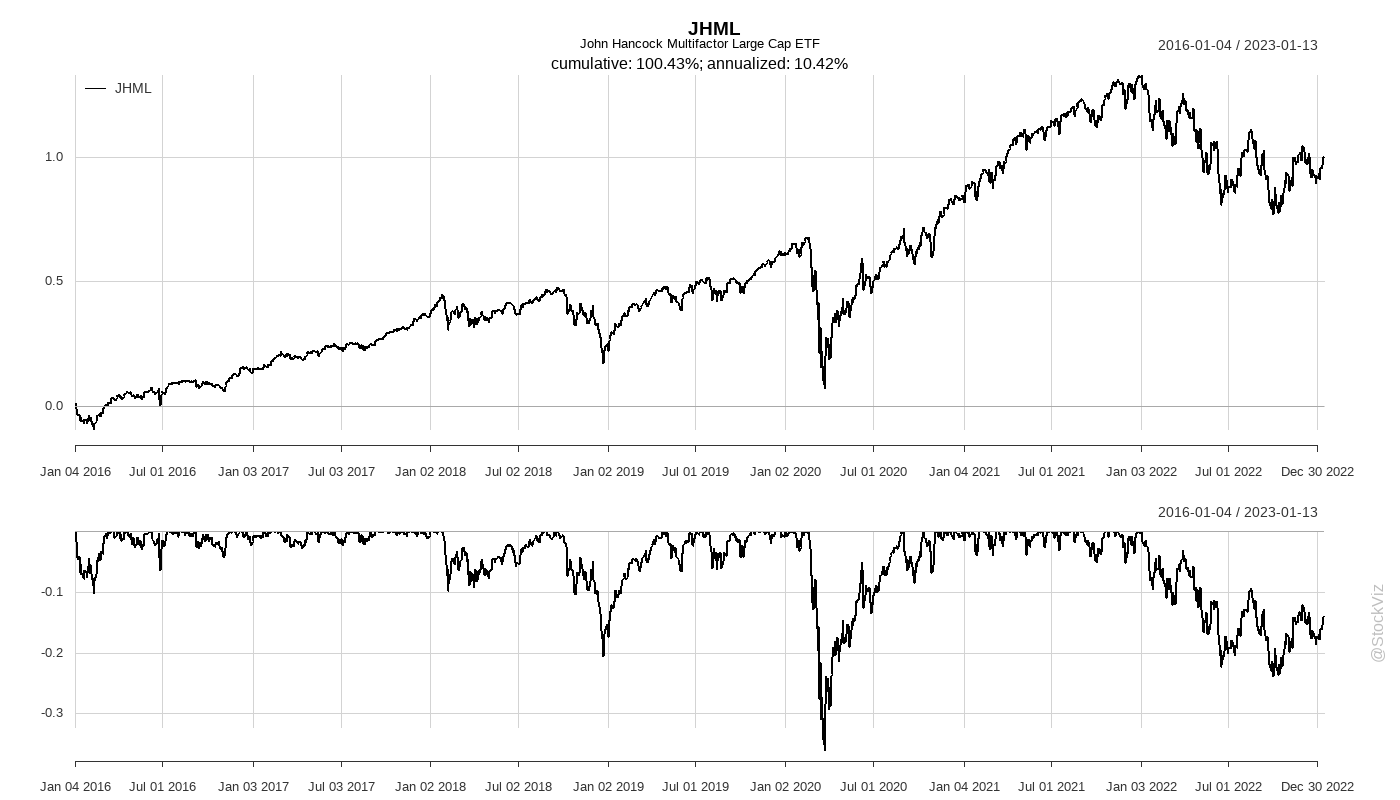 JHML
John Hancock Multifactor Large Cap ETF
cumulative: 100.43%; annualized: 10.42%
2016-01-04 / 2023-01-13
JHML
1.0
0.5
0.0
Jan 04 2016 Jul 01 2016 Jan 03 2017 Jul 03 2017 Jan 02 2018 Jul 02 2018 Jan 02 2019 Jul 01 2019 Jan 02 2020 Jul 01 2020 Jan 04 2021 Jul 01 2021 Jan 03 2022 Jul 01 2022 Dec 30 2022
2016-01-04 / 2023-01-13
-0.1
-0.2
-0.3
Jan 04 2016 Jul 01 2016 Jan 03 2017 Jul 03 2017 Jan 02 2018 Jul 02 2018 Jan 02 2019 Jul 01 2019 Jan 02 2020 Jul 01 2020 Jan 04 2021 Jul 01 2021 Jan 03 2022 Jul 01 2022 Dec 30 2022
@StockViz